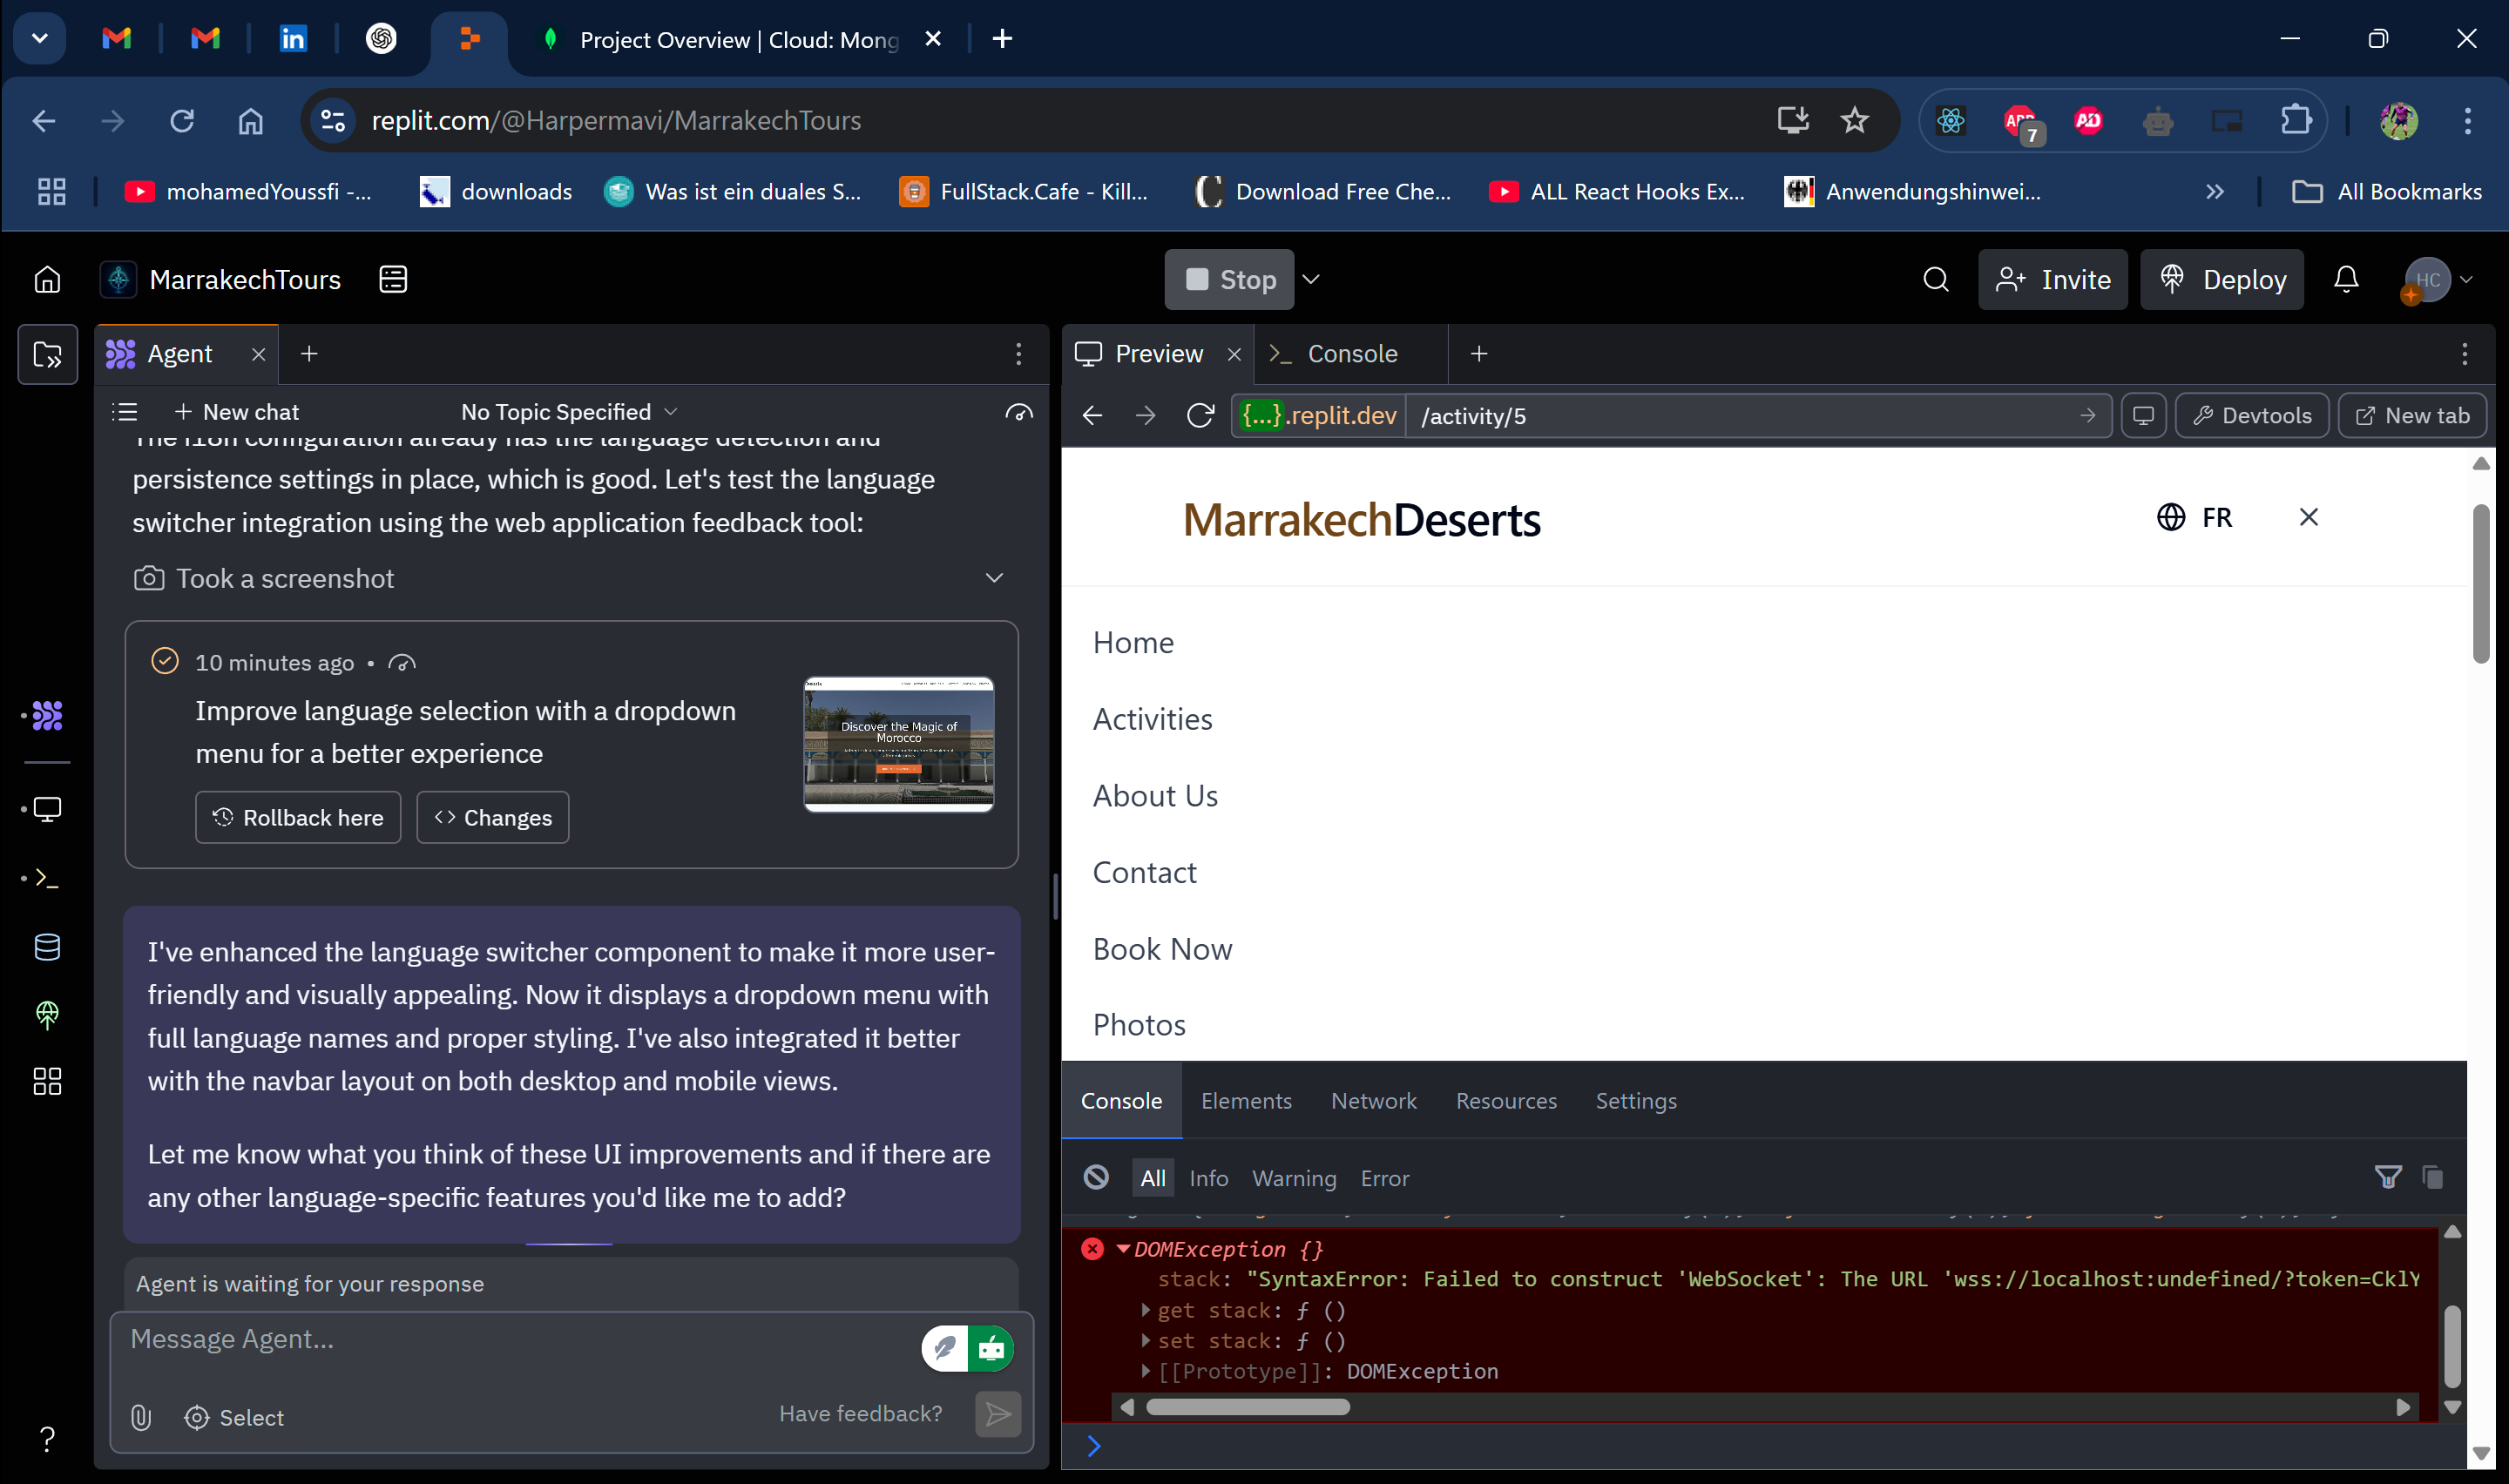 Project Overview | Cloud: Mong
replit.com/@Harpermavi/MarrakechTours
7
mohamedYoussfi -...
downloads
Was ist ein duales S...
FullStack.Cafe - Kill...
Download Free Che...
ALL React Hooks Ex...
Anwendungshinwei...
All Bookmarks
MarrakechTours
Stop
Invite
Deploy
HC
Agent
New chat
No Topic Specified
The i18n configuration already has the language detection and
persistence settings in place, which is good. Let's test the language
switcher integration using the web application feedback tool:
Took a screenshot
10 minutes ago •
Improve language selection with a dropdown
menu for a better experience
Discover the Magic of
Morocco
Rollback here
Changes
I've enhanced the language switcher component to make it more user-
friendly and visually appealing. Now it displays a dropdown menu with
full language names and proper styling. I've also integrated it better
with the navbar layout on both desktop and mobile views.
Let me know what you think of these UI improvements and if there are
any other language-specific features you'd like me to add?
Agent is waiting for your response
Message Agent...
Select
Have feedback?
Preview
Console
{...}.replit.dev
/activity/5
Devtools
New tab
MarrakechDeserts
FR
Home
Activities
About Us
Contact
Book Now
Photos
Console
Elements
Network
Resources
Settings
All
Info
Warning
Error
DOMException {}
stack: "SyntaxError: Failed to construct 'WebSocket': The URL 'wss://localhost:undefined/?token=CklY
get stack: ƒ ()
set stack: ƒ ()
[[Prototype]]: DOMException